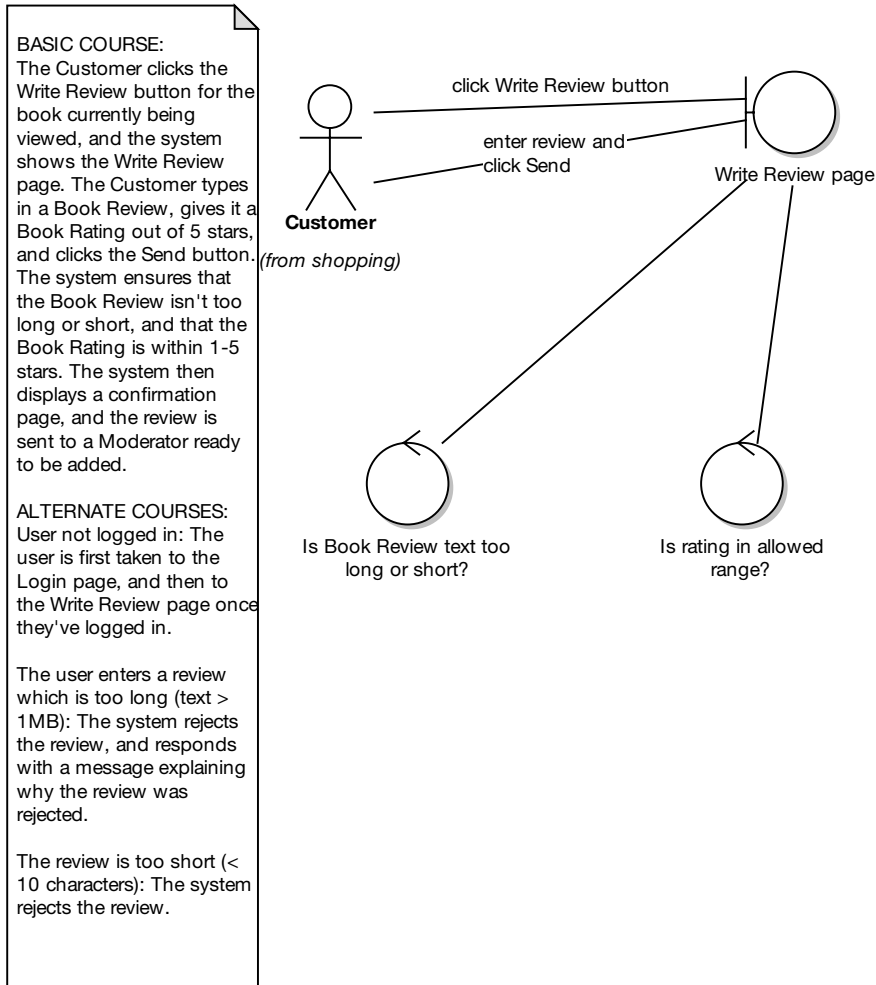 BASIC COURSE:
The Customer clicks the
Write Review button for the
book currently being
viewed, and the system
shows the Write Review
page. The Customer types
in a Book Review, gives it a
Book Rating out of 5 stars,
and clicks the Send button.
The system ensures that
the Book Review isn't too
long or short, and that the
Book Rating is within 1-5
stars. The system then
displays a confirmation
page, and the review is
sent to a Moderator ready
to be added.
ALTERNATE COURSES:
User not logged in: The
user is first taken to the
Login page, and then to
the Write Review page once
they've logged in.
The user enters a review
which is too long (text >
1MB): The system rejects
the review, and responds
with a message explaining
why the review was
rejected.
The review is too short (<
10 characters): The system
rejects the review.
click Write Review button
enter review and
click Send
Write Review page
Customer
(from shopping)
Is Book Review text too
long or short?
Is rating in allowed
range?